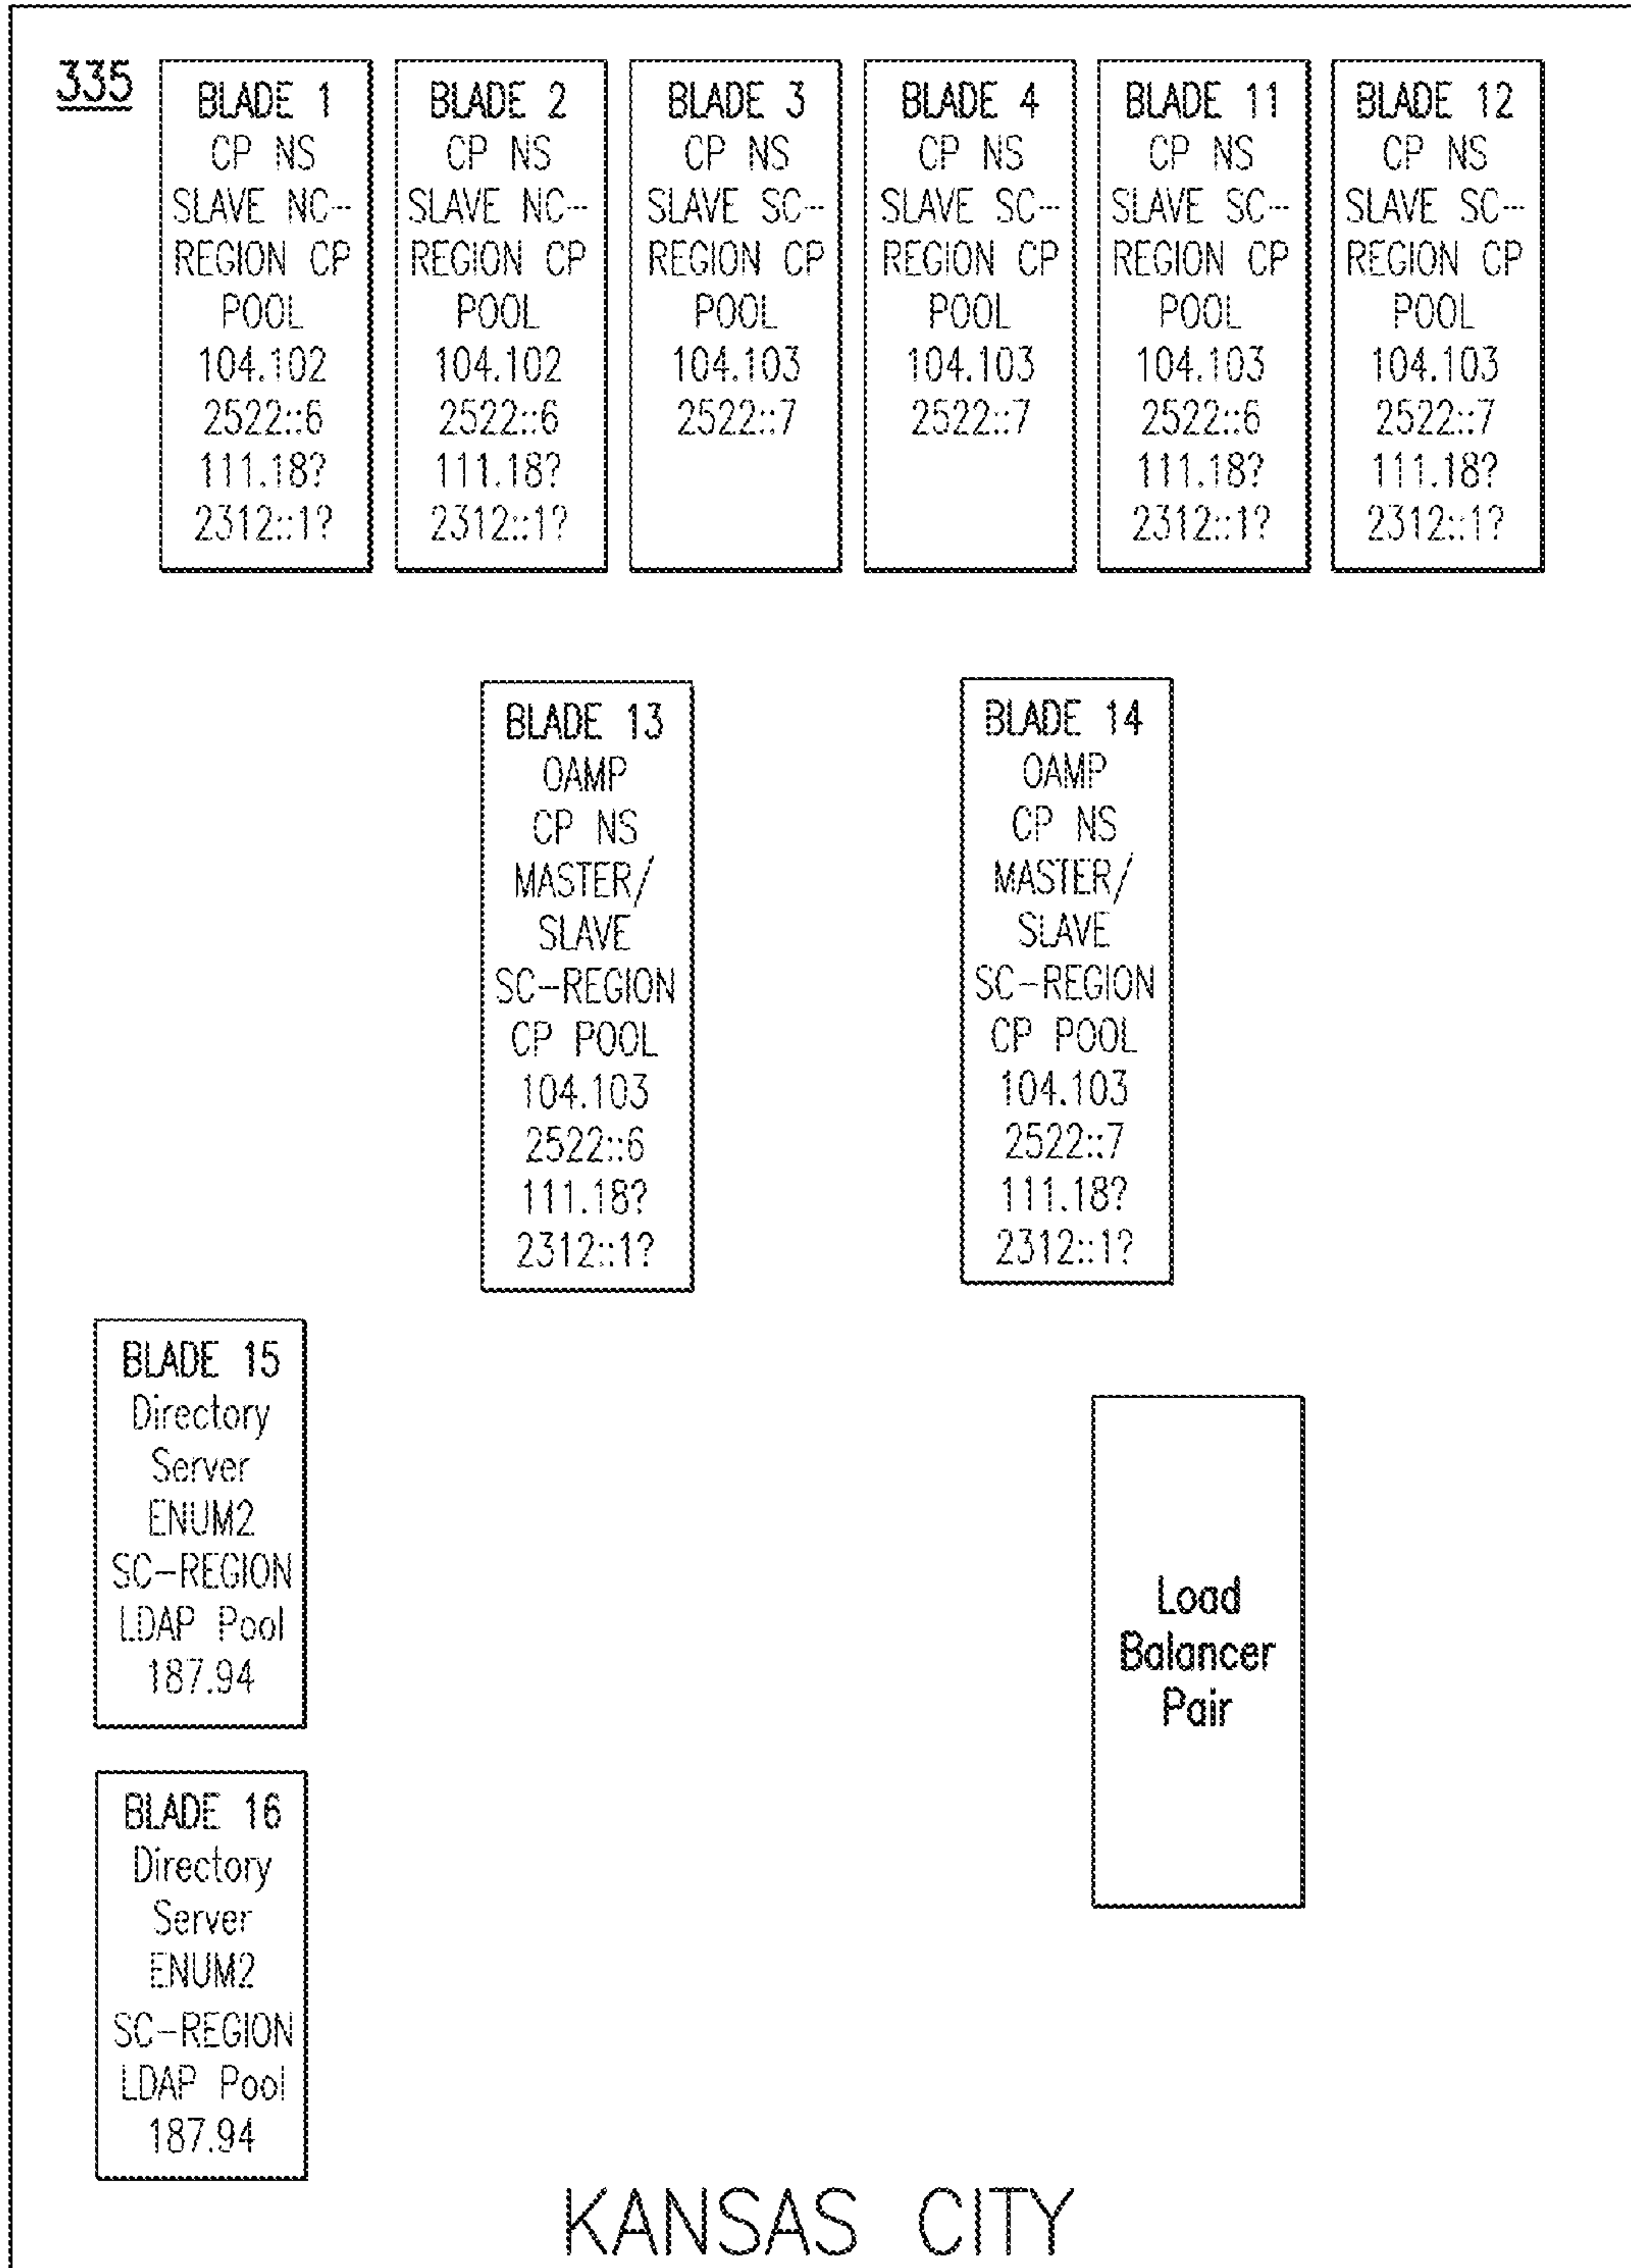 335
BLADE 1
CP NS
SLAVE NC-
REGION CP
POOL
104.102
2522::6
111.18?
2312::1?
BLADE 2
CP NS
SLAVE NC-
REGION CP
POOL
104.102
2522::6
111.18?
2312::1?
BLADE 3
CP NS
SLAVE SC-
REGION CP
POOL
104.103
2522::7
BLADE 4
CP NS
SLAVE SC-
REGION CP
POOL
104.103
2522::7
BLADE 11
CP NS
SLAVE SC-
REGION CP
POOL
104.103
2522::6
111.18?
2312::1?
BLADE 12
CP NS
SLAVE SC-
REGION CP
POOL
104.103
2522::7
111.18?
2312::1?
BLADE 13
OAMP
CP NS
MASTER/
SLAVE
SC-REGION
CP POOL
104.103
2522::6
111.18?
2312::1?
BLADE 14
OAMP
CP NS
MASTER/
SLAVE
SC-REGION
CP POOL
104.103
2522::7
111.18?
2312::1?
BLADE 15
Directory
Server
ENUM2
SC-REGION
LDAP Pool
187.94
Load
Balancer
Pair
BLADE 16
Directory
Server
ENUM2
SC-REGION
LDAP Pool
187.94
KANSAS CITY